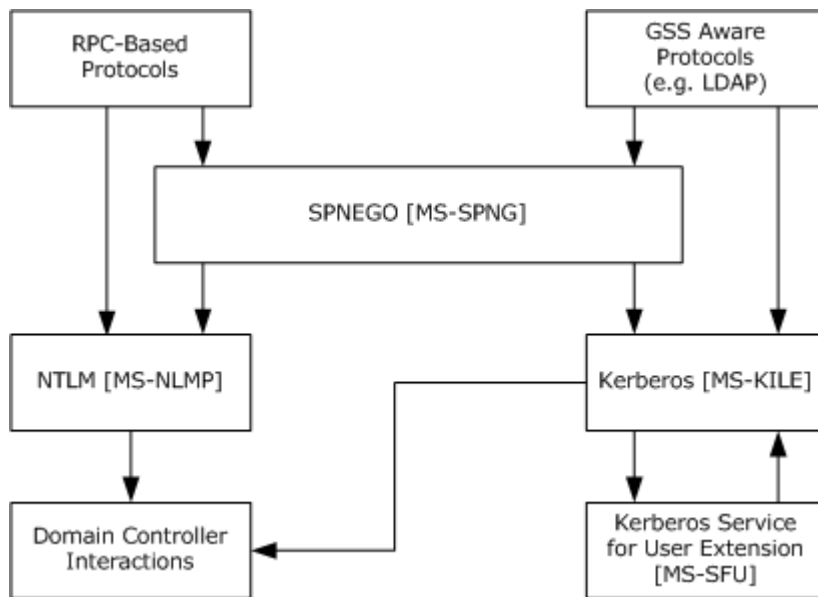 RPC-Based
Protocols
GSS Aware
Protocols
(e.g. LDAP)
SPNEGO [MS-SPNG]
NTLM [MS-NLMP]
Kerberos [MS-KILE]
Domain Controller
Interactions
Kerberos Service
for User Extension
[MS-SFU]